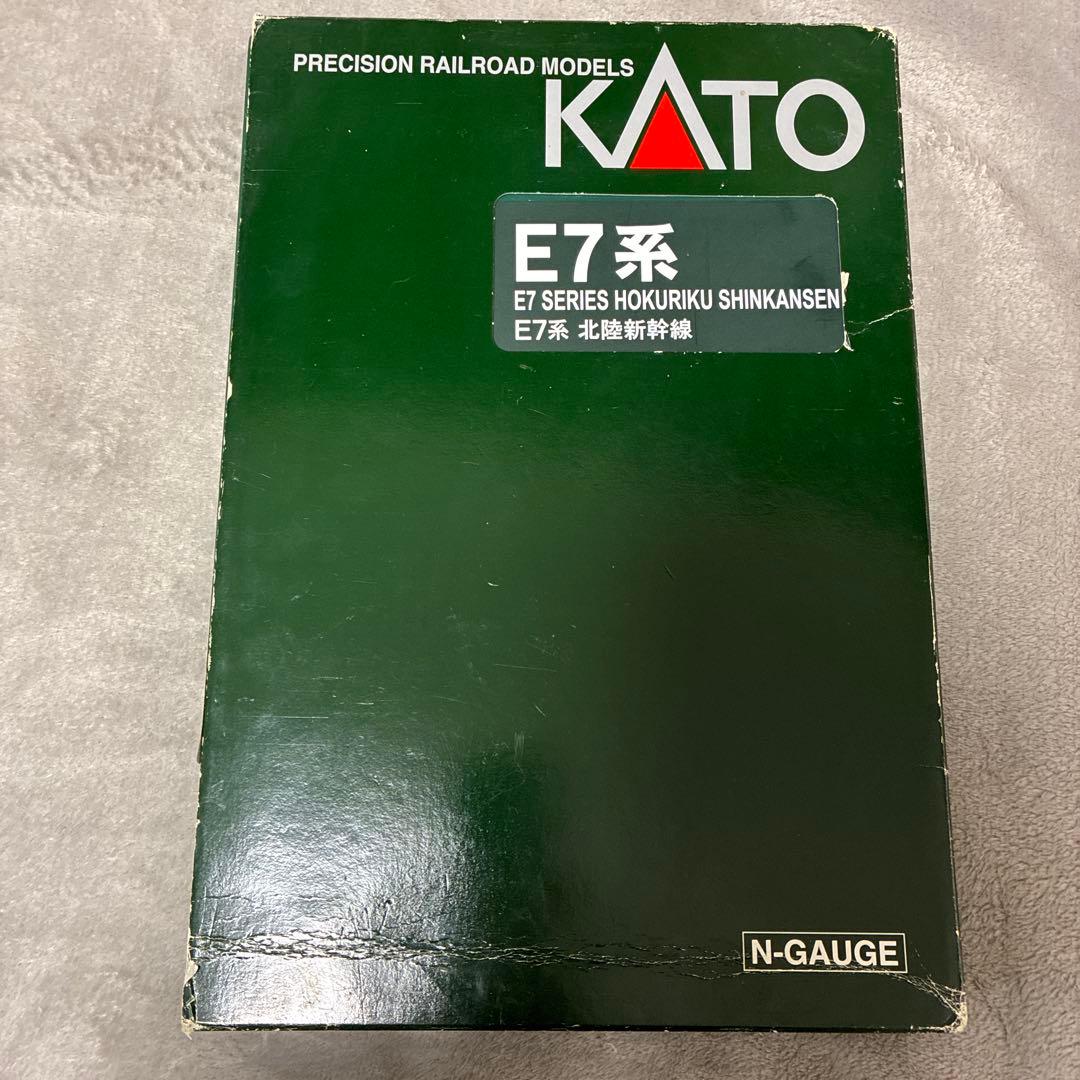 PRECISION RAILROAD MODELS
KATO
E7系
E7 SERIES HOKURIKU SHINKANSEN
E7系 北陸新幹線
N-GAUGE